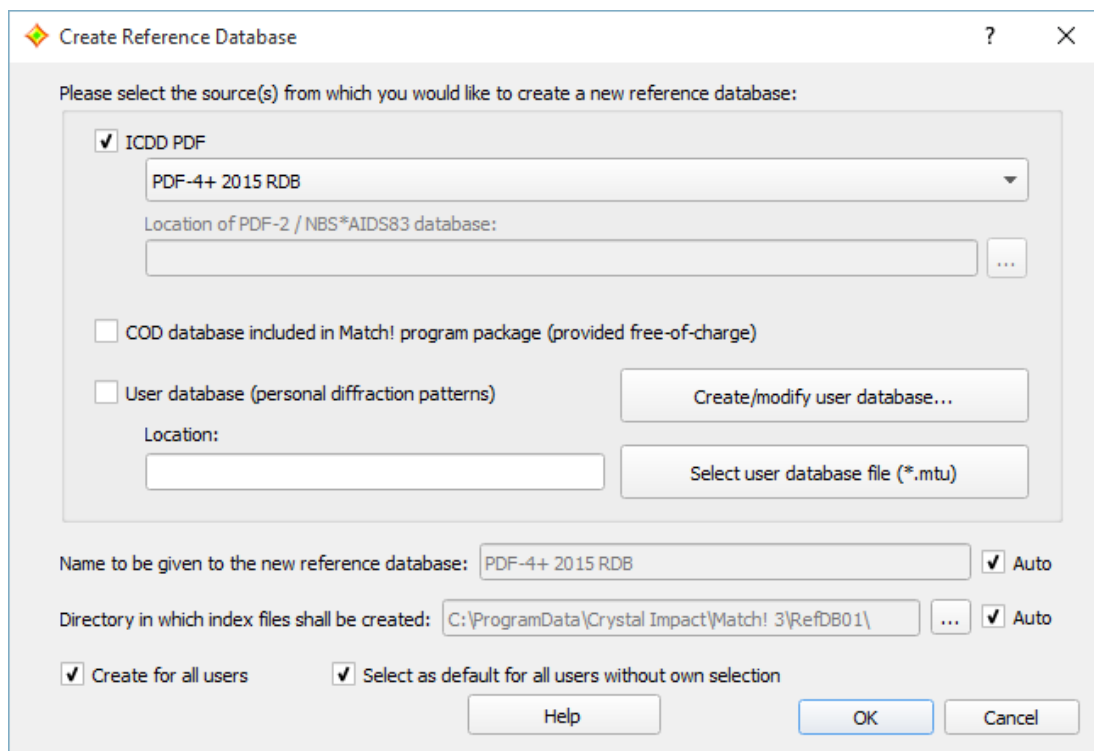 Create Reference Database
?
Please select the source(s) from which you would like to create a new reference database:
ICDD PDF
PDF-4+ 2015 RDB
Location of PDF-2 / NBS*AIDS83 database:
...
COD database included in Match! program package (provided free-of-charge)
User database (personal diffraction patterns)
Create/modify user database...
Location:
Select user database file (*.mtu)
Name to be given to the new reference database: PDF-4+ 2015 RDB Auto
Directory in which index files shall be created: C:\ProgramData\Crystal Impact\Match! 3\RefDB01\ ... Auto
Create for all users Select as default for all users without own selection
Help OK Cancel